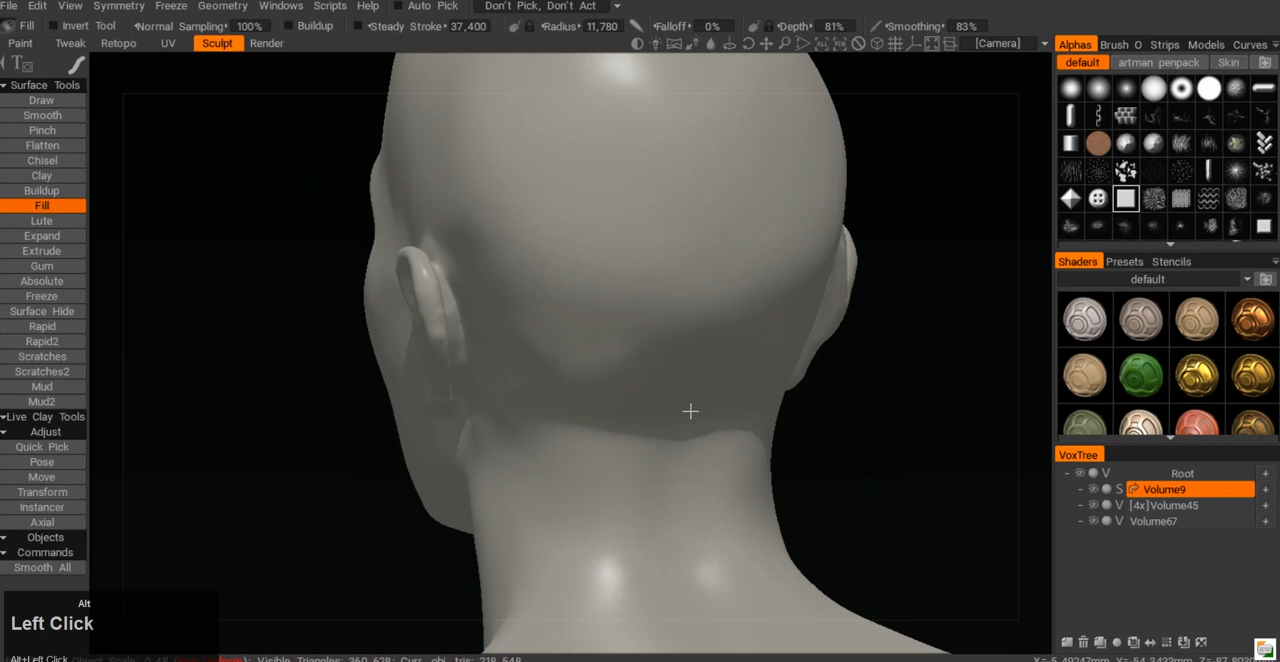 File Edit View Symmetry Freeze Geometry Windows Scripts Help Auto Pick Don't Pick, Don't Act
Fill Invert Tool Normal Sampling 100% Buildup Steady Stroke 37,400 Radius 11,780 Falloff 0% Depth 81% Smoothing 83%
Paint Tweak Retopo UV Sculpt Render [Camera]
Alphas Brush O Strips Models Curves
default artman penpack Skin
Surface Tools
Draw
Smooth
Pinch
Flatten
Chisel
Clay
Buildup
Fill
Lute
Expand
Extrude
Gum
Absolute
Freeze
Surface Hide
Rapid
Rapid2
Scratches
Scratches2
Mud
Mud2
Live Clay Tools
Adjust
Quick Pick
Pose
Move
Transform
Instancer
Axial
Objects
Commands
Smooth All
Shaders Presets Stencils
default
VoxTree
V Root
S Volume9
V [4x]Volume45
V Volume67
Alt
Left Click
Alt+Left Click